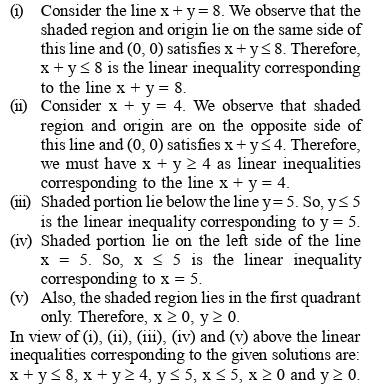 (i) Consider the line x + y = 8. We observe that the
shaded region and origin lie on the same side of
this line and (0, 0) satisfies x + y ≤ 8. Therefore,
x + y ≤ 8 is the linear inequality corresponding
to the line x + y = 8.
(ii) Consider x + y = 4. We observe that shaded
region and origin are on the opposite side of
this line and (0, 0) satisfies x + y ≤ 4. Therefore,
we must have x + y ≥ 4 as linear inequalities
corresponding to the line x + y = 4.
(iii) Shaded portion lie below the line y = 5. So, y ≤ 5
is the linear inequality corresponding to y = 5.
(iv) Shaded portion lie on the left side of the line
x = 5. So, x ≤ 5 is the linear inequality
corresponding to x = 5.
(v) Also, the shaded region lies in the first quadrant
only. Therefore, x ≥ 0, y ≥ 0.
In view of (i), (ii), (iii), (iv) and (v) above the linear
inequalities corresponding to the given solutions are:
x + y ≤ 8, x + y ≥ 4, y ≤ 5, x ≤ 5, x ≥ 0 and y ≥ 0.